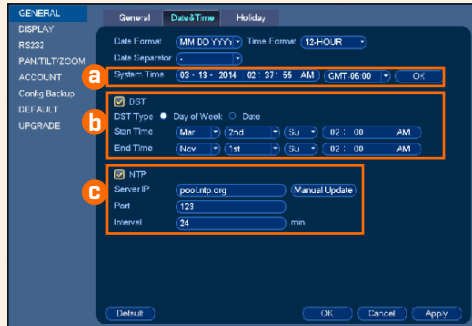 GENERAL
DISPLAY
RS232
PAN/TILT/ZOOM
ACCOUNT
Config Backup
DEFAULT
UPGRADE
General Date&Time Holiday
Date Format MM DD YYYY Time Format 12-HOUR
Date Separator -
a System Time 03 - 13 - 2014 02 : 37 : 55 AM GMT-05:00 OK
b DST
DST Type Day of Week Date
Start Time Mar 2nd Su 02 : 00 AM
End Time Nov 1st Su 02 : 00 AM
c NTP
Server IP pool.ntp.org Manual Update
Port 123
Interval 24 min.
Default OK Cancel Apply